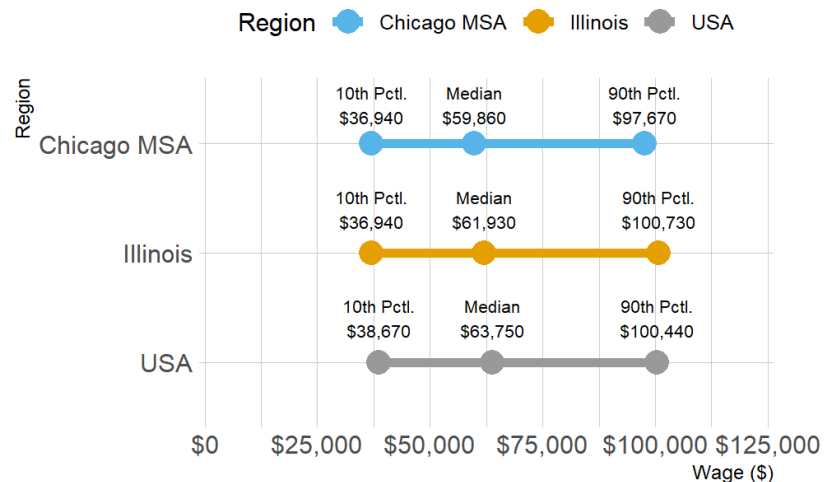 Region Chicago MSA Illinois USA
Region
Chicago MSA
10th Pctl. Median 90th Pctl.
$36,940 $59,860 $97,670
Illinois
10th Pctl. Median 90th Pctl.
$36,940 $61,930 $100,730
USA
10th Pctl. Median 90th Pctl.
$38,670 $63,750 $100,440
$0 $25,000 $50,000 $75,000 $100,000 $125,000
Wage ($)